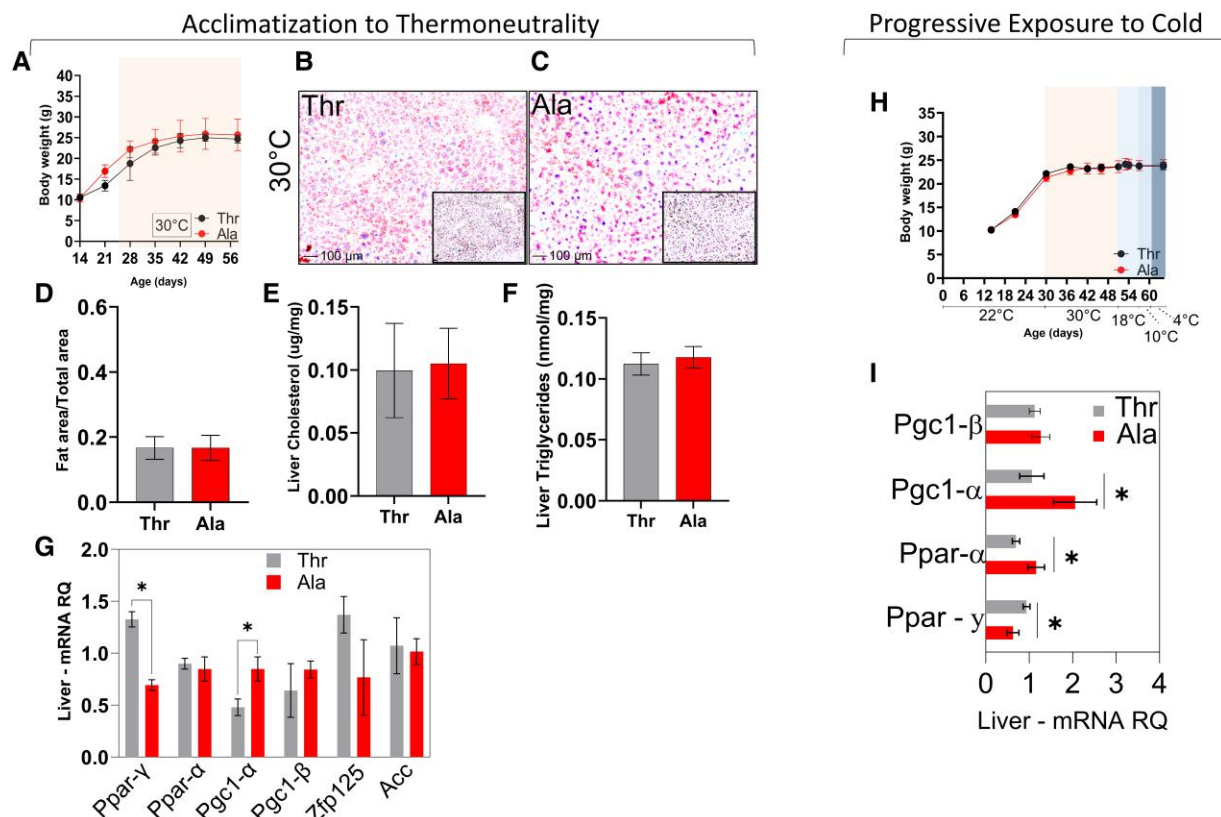 Acclimatization to Thermoneutrality
Progressive Exposure to Cold
A
Body weight (g)
40
35
30
25
20
15
10
5
0
14 21 28 35 42 49 56
Age (days)
30°C
Thr
Ala
B
30°C
Thr
100 µm
C
Ala
100 µm
D
Fat area/Total area
0.6
0.4
0.2
0.0
Thr Ala
E
Liver Cholesterol (ug/mg)
0.15
0.10
0.05
0.00
Thr Ala
F
Liver Triglycerides (nmol/mg)
0.15
0.10
0.05
0.00
Thr Ala
G
Liver - mRNA RQ
2.0
1.5
1.0
0.5
0.0
Thr
Ala
*
*
Ppar-γ Ppar-α Pgc1-α Pgc1-β Zfp125 Acc
H
Body weight (g)
35
30
25
20
15
10
5
0
Thr
Ala
0 6 12 18 24 30 36 42 48 54 60
22°C 30°C 18°C 4°C
10°C
Age (days)
I
Thr
Ala
Pgc1-β
Pgc1-α *
Ppar-α *
Ppar - y *
0 1 2 3 4
Liver - mRNA RQ